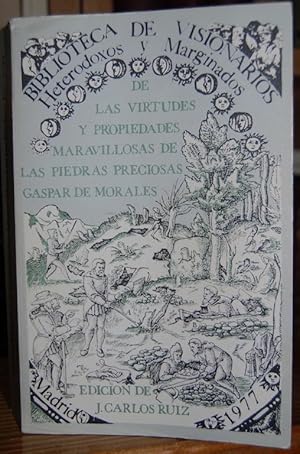 BIBLIOTECA DE VISIONARIOS
Heterodoxos y Marginados
DE
LAS VIRTUDES
Y PROPIEDADES
MARAVILLOSAS DE
LAS PIEDRAS PRECIOSAS
GASPAR DE MORALES
EDICION DE
J. CARLOS RUIZ
Madrid
1977